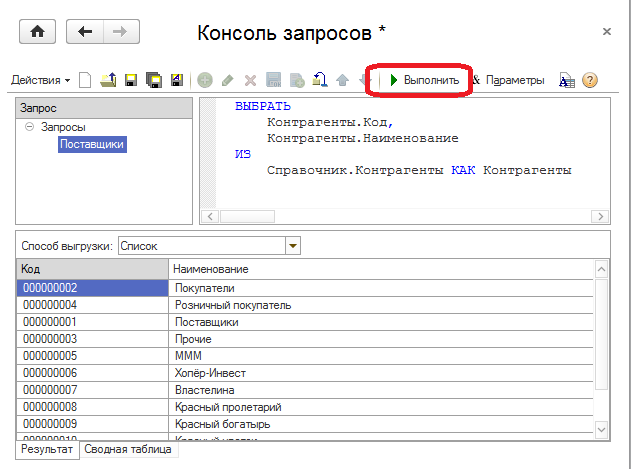 Консоль запросов *
×
Действия Выполнить & Параметры
Запрос
Запросы
Поставщики
ВЫБРАТЬ
Контрагенты.Код,
Контрагенты.Наименование
ИЗ
Справочник.Контрагенты КАК Контрагенты
Способ выгрузки: Список
Код Наименование
000000002 Покупатели
000000004 Розничный покупатель
000000001 Поставщики
000000003 Прочие
000000005 МММ
000000006 Хопёр-Инвест
000000007 Властелина
000000008 Красный пролетарий
000000009 Красный богатырь
Результат Сводная таблица